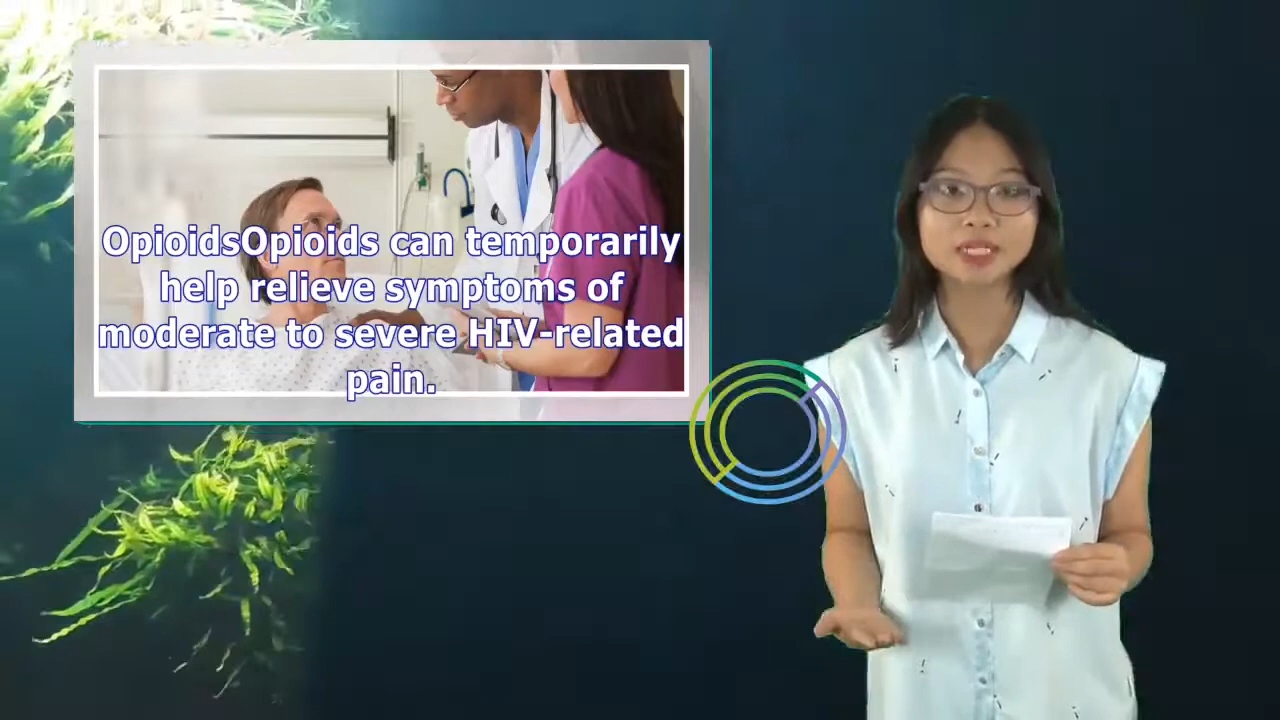 OpioidsOpioids can temporarily
help relieve symptoms of
moderate to severe HIV-related
pain.